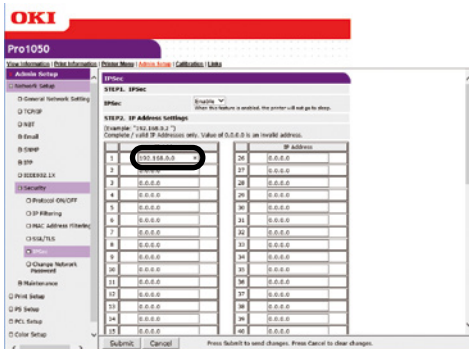 OKI
Pro1050
View Information | Print Information | Printer Menu | Admin Setup | Calibration | Links
Admin Setup
Network Setup
General Network Setting
TCP/IP
NBT
Email
SNMP
IPP
IEEE802.1X
Security
Protocol ON/OFF
IP Filtering
MAC Address Filtering
SSL/TLS
IPSec
Change Network
Password
Maintenance
Print Setup
PS Setup
PCL Setup
Color Setup
IPSec
STEP1. IPSec
IPSec: Enable
When this feature is enabled, the printer will not go to sleep.
STEP2. IP Address Settings
(Example: "192.168.0.2 ")
Complete / valid IP Addresses only. Value of 0.0.0.0 is an invalid address.
IP Address
1 192.168.0.0 26 0.0.0.0
2 0.0.0.0 27 0.0.0.0
3 0.0.0.0 28 0.0.0.0
4 0.0.0.0 29 0.0.0.0
5 0.0.0.0 30 0.0.0.0
6 0.0.0.0 31 0.0.0.0
7 0.0.0.0 32 0.0.0.0
8 0.0.0.0 33 0.0.0.0
9 0.0.0.0 34 0.0.0.0
10 0.0.0.0 35 0.0.0.0
11 0.0.0.0 36 0.0.0.0
12 0.0.0.0 37 0.0.0.0
13 0.0.0.0 38 0.0.0.0
14 0.0.0.0 39 0.0.0.0
15 0.0.0.0 40 0.0.0.0
Submit Cancel Press Submit to send changes. Press Cancel to clear changes.